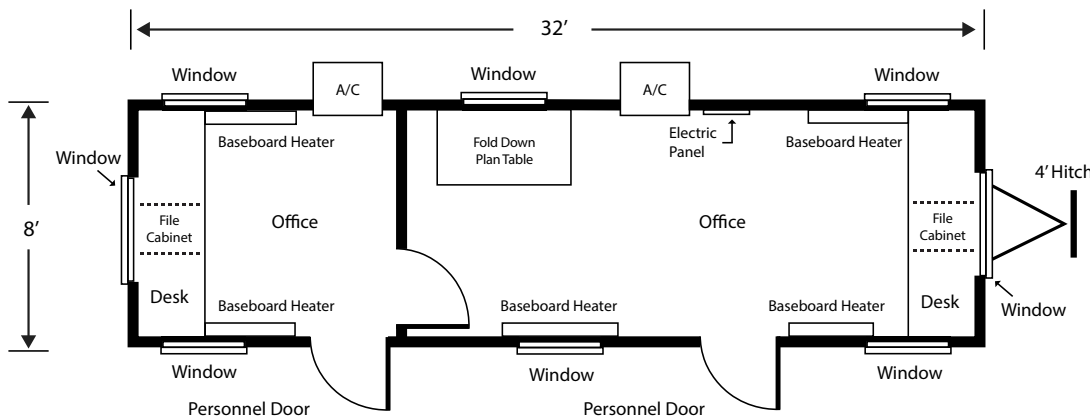 32’
Window
A/C
Window
A/C
Window
Baseboard Heater
Fold Down
Plan Table
Electric
Panel
Baseboard Heater
Window
4’ Hitch
8’
File
Cabinet
Office
Office
File
Cabinet
Desk
Baseboard Heater
Baseboard Heater
Baseboard Heater
Desk
Window
Window
Window
Window
Personnel Door
Personnel Door